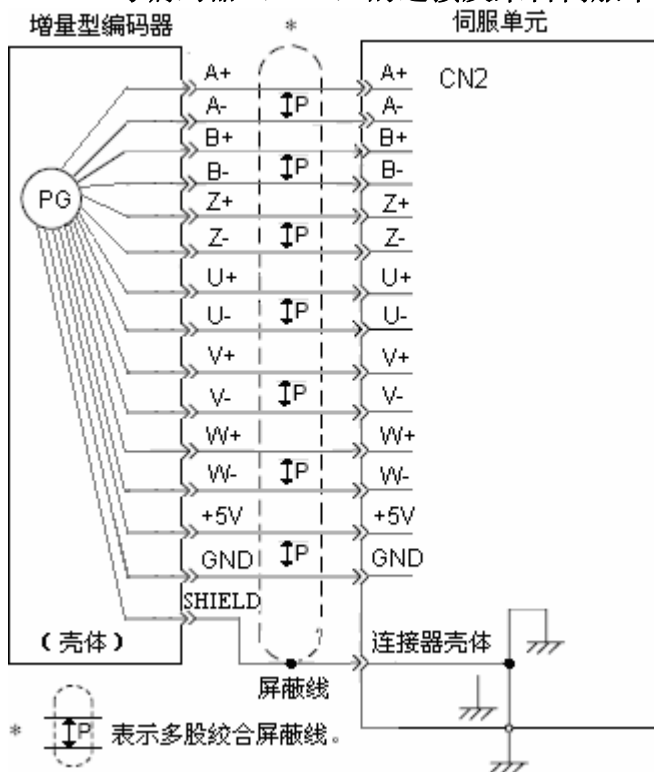 增量型编码器 * 伺服单元
CN2
PG
A+ A+
P
A- A-
B+ B+
P
B- B-
Z+ Z+
P
Z- Z-
U+ U+
P
U- U-
V+ V+
P
V- V-
W+ W+
P
W- W-
+5V +5V
P
GND GND
SHIELD
(壳体) 连接器壳体
屏蔽线
* P 表示多股绞合屏蔽线。